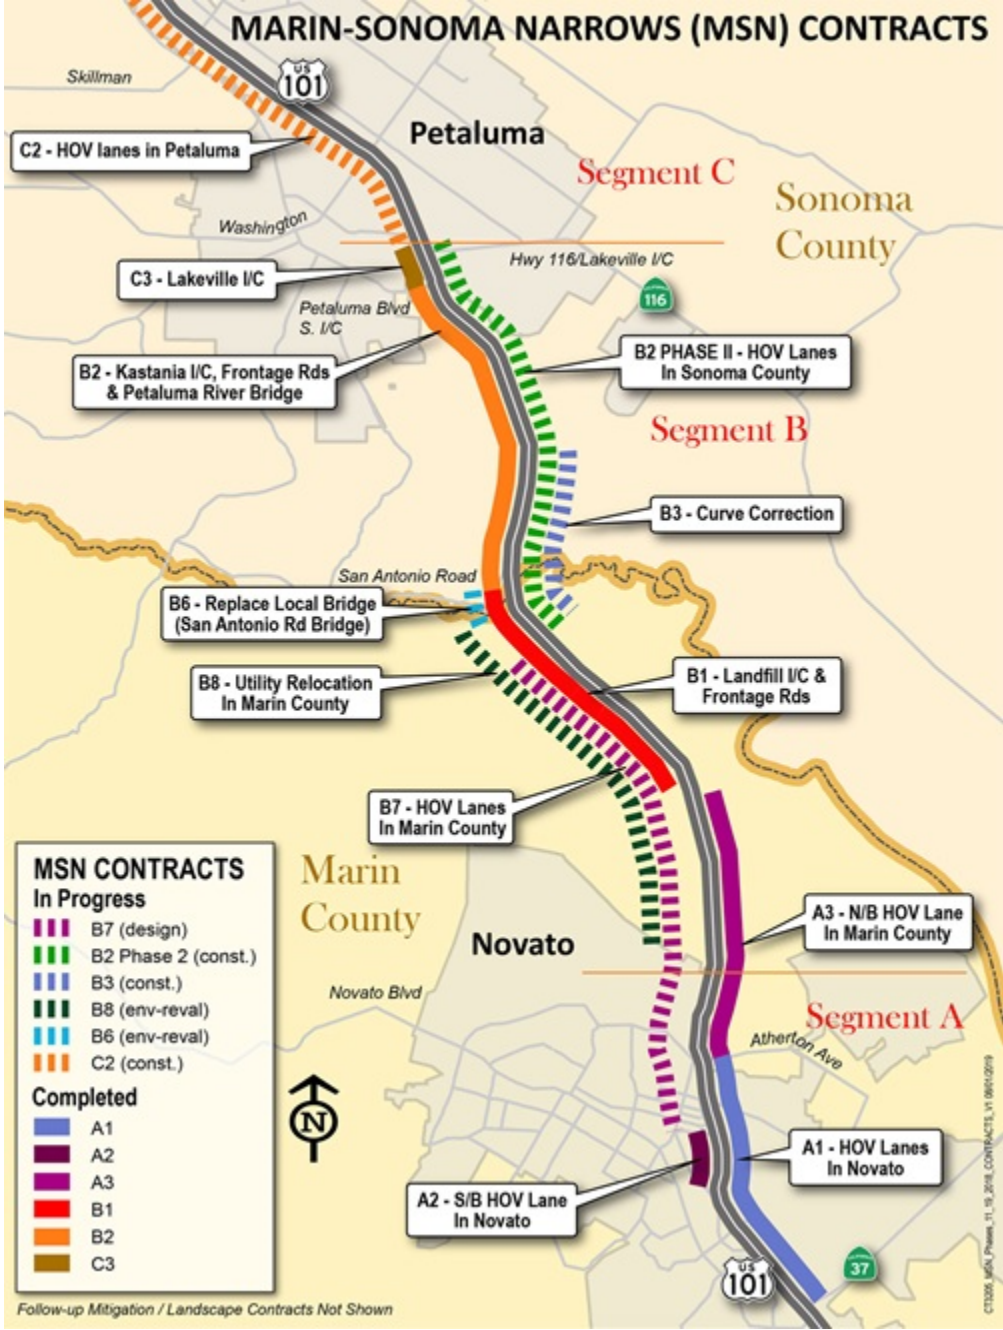 MARIN-SONOMA NARROWS (MSN) CONTRACTS
Skillman
US
101
Petaluma
C2 - HOV lanes in Petaluma
Segment C
Sonoma
County
Washington
Hwy 116/Lakeville I/C
C3 - Lakeville I/C
116
Petaluma Blvd
S. I/C
B2 PHASE II - HOV Lanes
In Sonoma County
B2 - Kastania I/C, Frontage Rds
& Petaluma River Bridge
Segment B
B3 - Curve Correction
San Antonio Road
B6 - Replace Local Bridge
(San Antonio Rd Bridge)
B8 - Utility Relocation
In Marin County
B1 - Landfill I/C &
Frontage Rds
B7 - HOV Lanes
In Marin County
Marin
County
A3 - N/B HOV Lane
In Marin County
Novato
Novato Blvd
Segment A
Atherton Ave
A1 - HOV Lanes
In Novato
A2 - S/B HOV Lane
In Novato
US
101
37
MSN CONTRACTS
In Progress
B7 (design)
B2 Phase 2 (const.)
B3 (const.)
B8 (env-reval)
B6 (env-reval)
C2 (const.)
Completed
A1
A2
A3
B1
B2
C3
N
Follow-up Mitigation / Landscape Contracts Not Shown